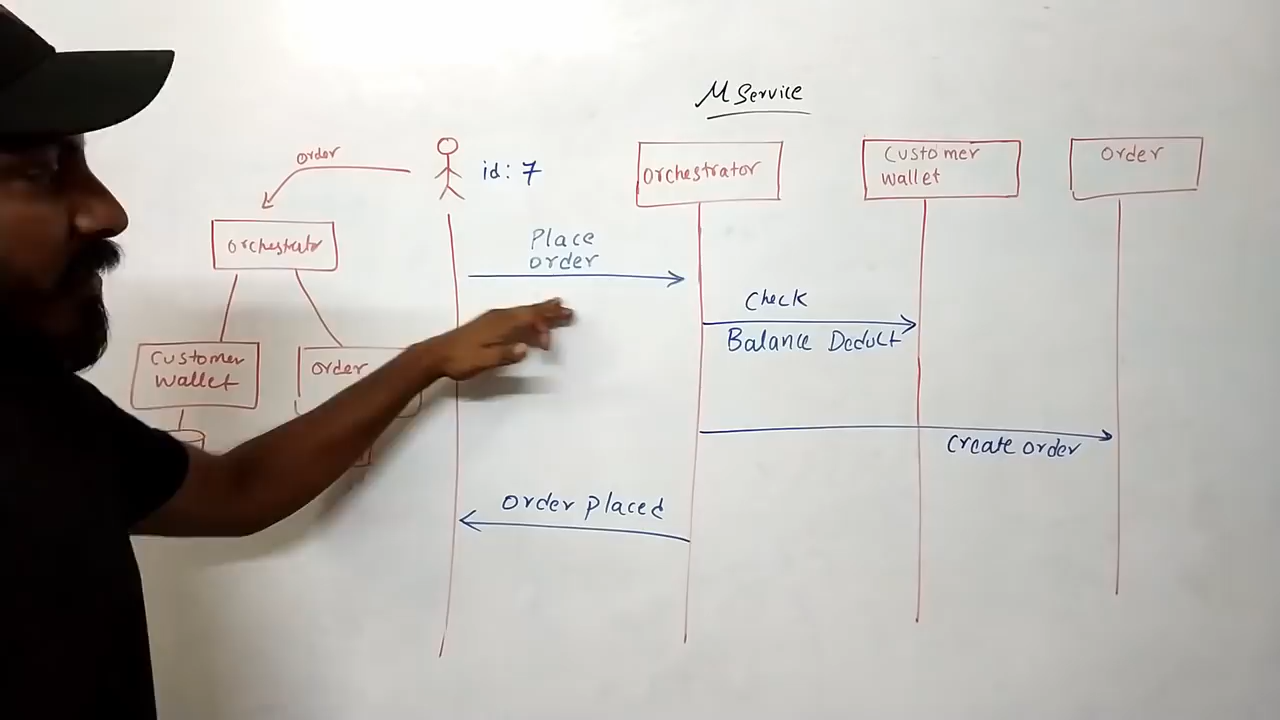 M Service
order
id: 7
orchestrator
Customer
wallet
order
orchestrator
Place
order
Check
Balance Deduct
Customer
wallet
order
create order
order placed